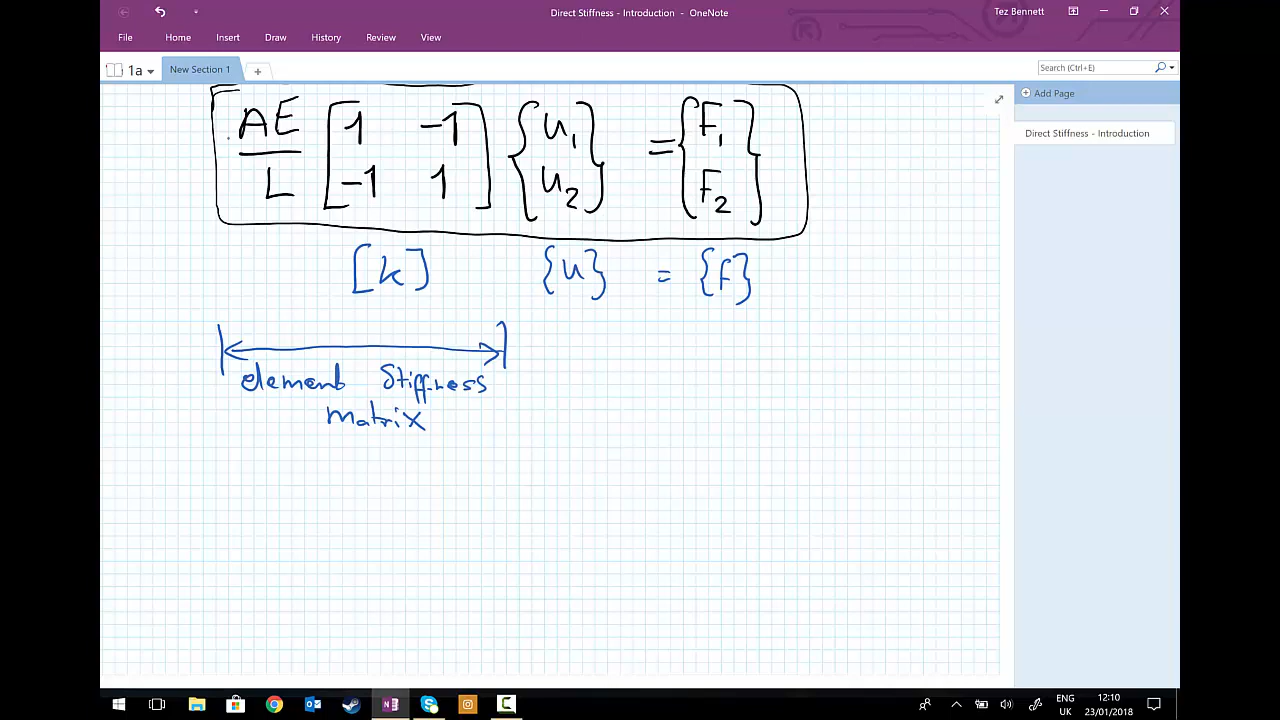 Direct Stiffness - Introduction - OneNote
Tez Bennett
File Home Insert Draw History Review View
1a
New Section 1
+
Search (Ctrl+E)
Add Page
Direct Stiffness - Introduction
AE 1 -1 u1 = F1
L -1 1 u2 F2
[k] {u} = {f}
element Stiffness
matrix
ENG
UK
12:10
23/01/2018